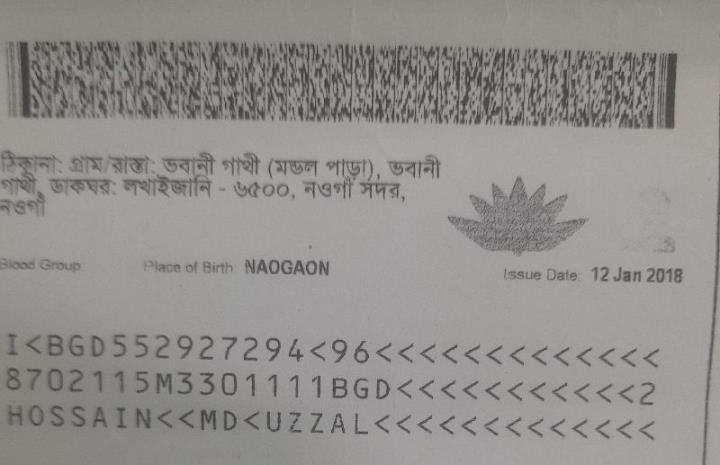 ঠিকানা: গ্রাম/রাস্তা: ভবানী গাথী (মন্ডল পাড়া), ভবানী
গাথী, ডাকঘর: নথাইজানি - ৬৫০০, নওগাঁ সদর,
নওগাঁ
Blood Group: Place of Birth: NAOGAON Issue Date: 12 Jan 2018
I<BGD552927294<96<<<<<<<<<<<<<
8702115M3301111BGD<<<<<<<<<<<2
HOSSAIN<<MD<UZZAL<<<<<<<<<<<<<